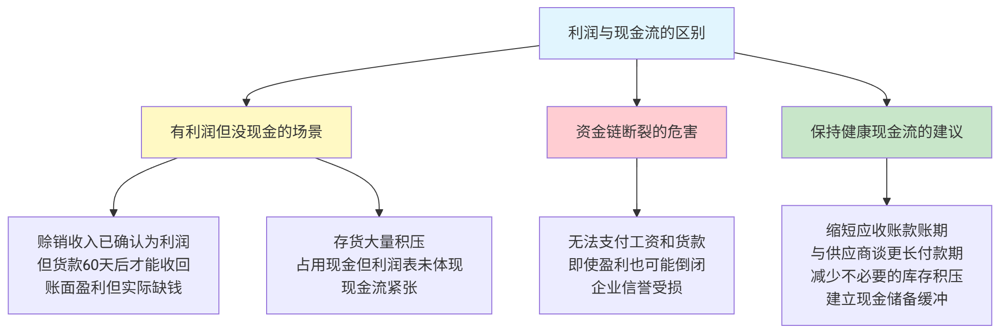 利润与现金流的区别
有利润但没现金的场景
资金链断裂的危害
保持健康现金流的建议
赊销收入已确认为利润
但货款60天后才能收回
账面盈利但实际缺钱
存货大量积压
占用现金但利润表未体现
现金流紧张
无法支付工资和货款
即使盈利也可能倒闭
企业信誉受损
缩短应收账款账期
与供应商谈更长付款期
减少不必要的库存积压
建立现金储备缓冲